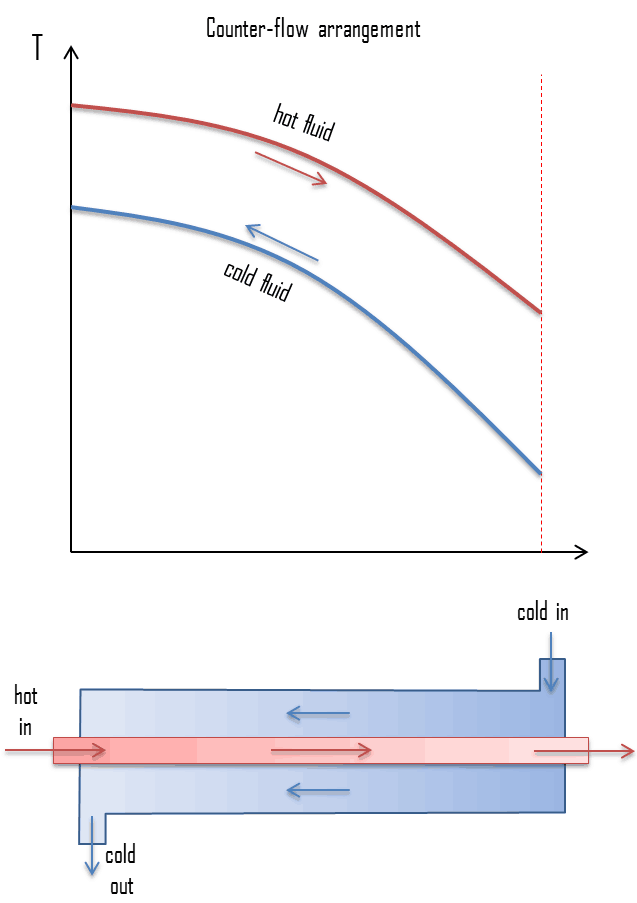 Counter-flow arrangement
T
hot fluid
cold fluid
cold in
hot
in
cold
out